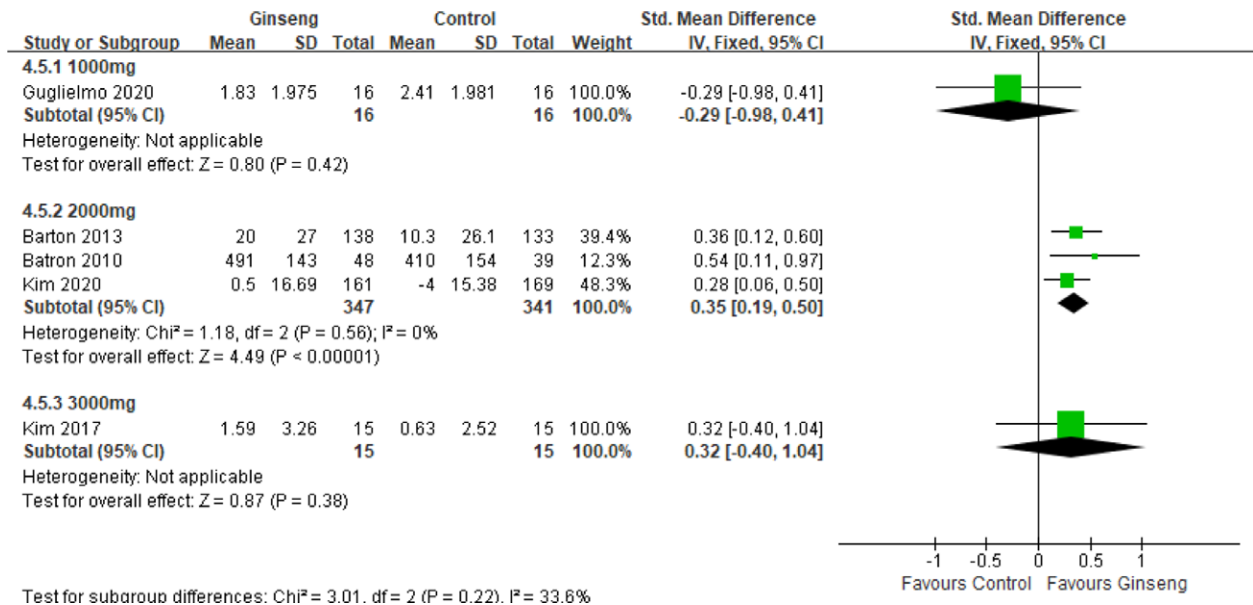 Ginseng Control Std. Mean Difference Std. Mean Difference
Study or Subgroup Mean SD Total Mean SD Total Weight IV, Fixed, 95% CI IV, Fixed, 95% CI
4.5.1 1000mg
Guglielmo 2020 1.83 1.975 16 2.41 1.981 16 100.0% -0.29 [-0.98, 0.41]
Subtotal (95% CI) 16 16 100.0% -0.29 [-0.98, 0.41]
Heterogeneity: Not applicable
Test for overall effect: Z = 0.80 (P = 0.42)
4.5.2 2000mg
Barton 2013 20 27 138 10.3 26.1 133 39.4% 0.36 [0.12, 0.60]
Batron 2010 491 143 48 410 154 39 12.3% 0.54 [0.11, 0.97]
Kim 2020 0.5 16.69 161 -4 15.38 169 48.3% 0.28 [0.06, 0.50]
Subtotal (95% CI) 347 341 100.0% 0.35 [0.19, 0.50]
Heterogeneity: Chi² = 1.18, df = 2 (P = 0.56); I² = 0%
Test for overall effect: Z = 4.49 (P < 0.00001)
4.5.3 3000mg
Kim 2017 1.59 3.26 15 0.63 2.52 15 100.0% 0.32 [-0.40, 1.04]
Subtotal (95% CI) 15 15 100.0% 0.32 [-0.40, 1.04]
Heterogeneity: Not applicable
Test for overall effect: Z = 0.87 (P = 0.38)
-1 -0.5 0 0.5 1
Favours Control Favours Ginseng
Test for subgroup differences: Chi² = 3.01, df = 2 (P = 0.22), I² = 33.6%